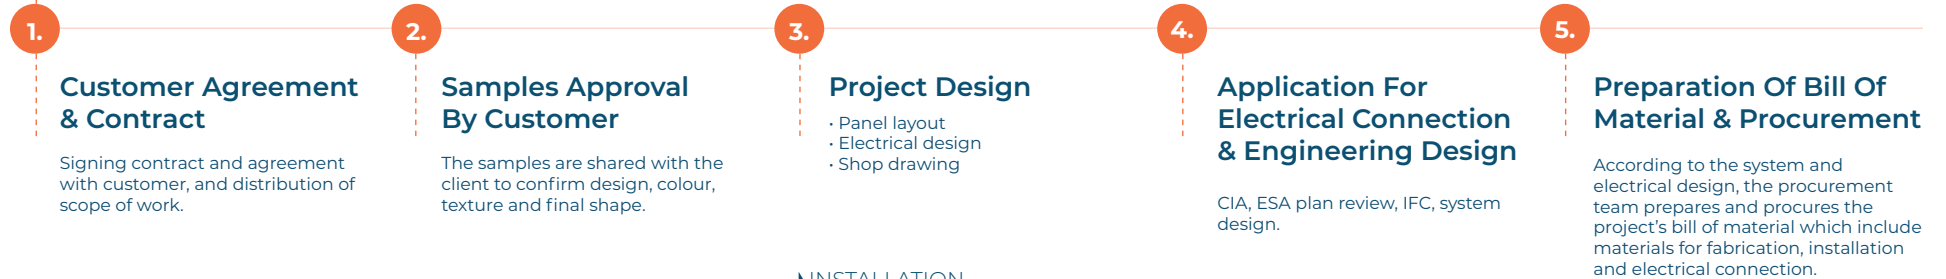 1.
Customer Agreement
& Contract
Signing contract and agreement
with customer, and distribution of
scope of work.
2.
Samples Approval
By Customer
The samples are shared with the
client to confirm design, colour,
texture and final shape.
3.
Project Design
• Panel layout
• Electrical design
• Shop drawing
4.
Application For
Electrical Connection
& Engineering Design
CIA, ESA plan review, IFC, system
design.
5.
Preparation Of Bill Of
Material & Procurement
According to the system and
electrical design, the procurement
team prepares and procures the
project’s bill of material which include
materials for fabrication, installation
and electrical connection.
INSTALLATION